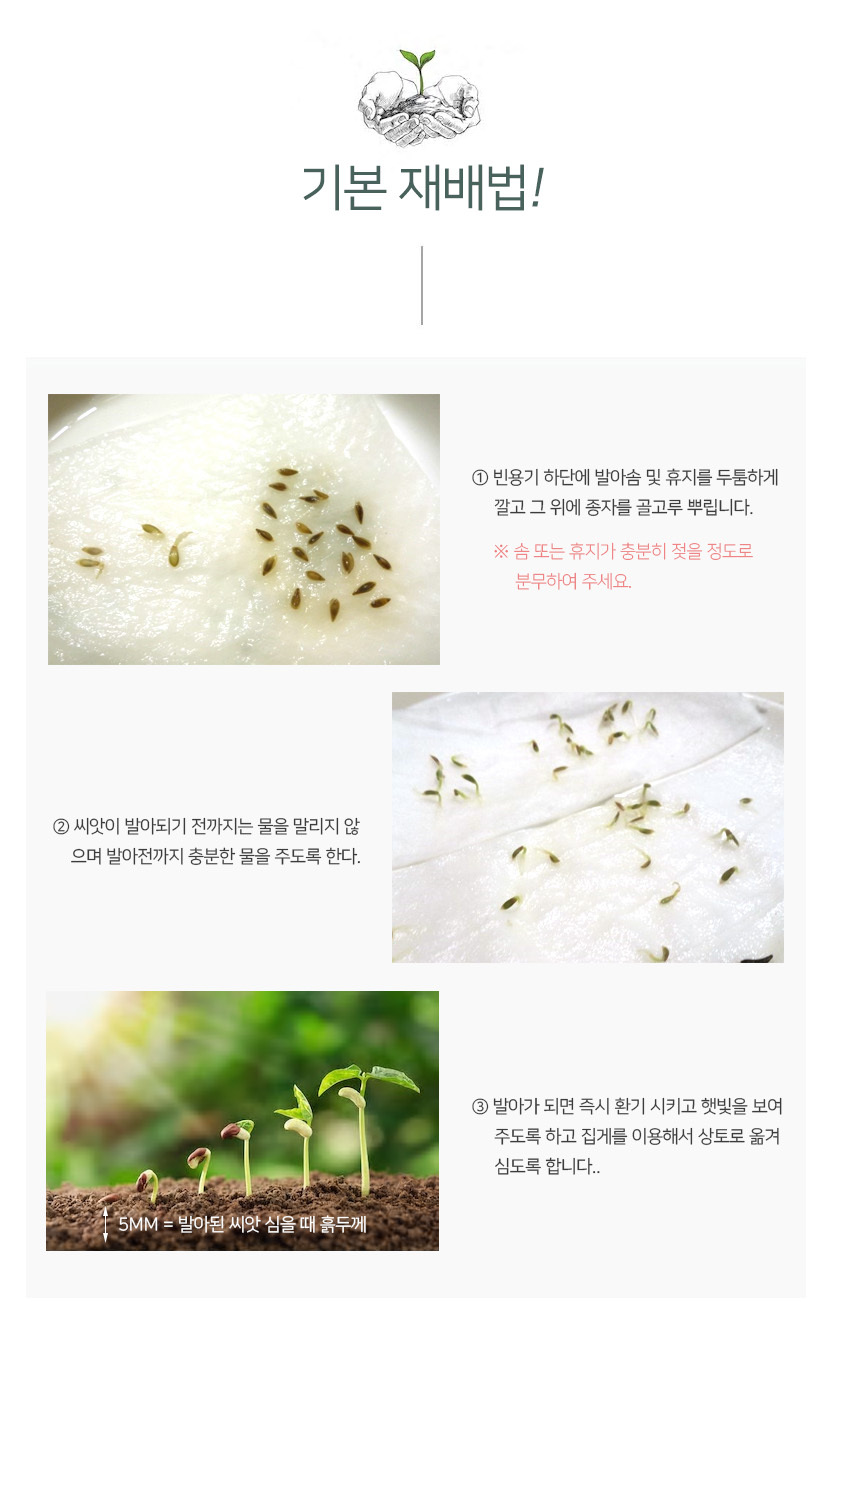 기본 재배법!
① 빈용기 하단에 발아솜 및 휴지를 두툼하게
깔고 그 위에 종자를 골고루 뿌립니다.
※ 솜 또는 휴지가 충분히 젖을 정도로
분무하여 주세요.
② 씨앗이 발아되기 전까지는 물을 말리지 않
으며 발아전까지 충분한 물을 주도록 한다.
③ 발아가 되면 즉시 환기 시키고 햇빛을 보여
주도록 하고 집게를 이용해서 상토로 옮겨
심도록 합니다..
5MM = 발아된 씨앗 심을 때 흙두께